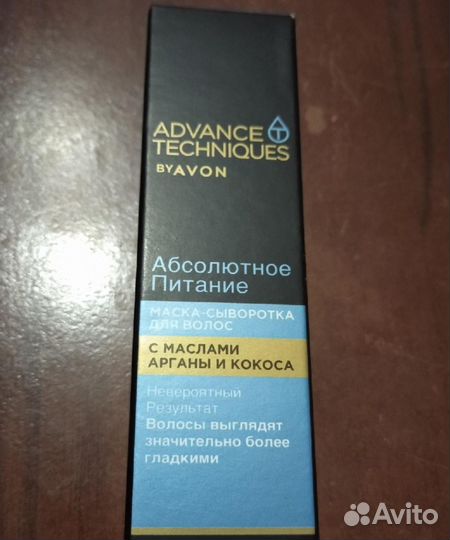 ADVANCE
TECHNIQUES
BY AVON
Абсолютное
Питание
МАСКА-СЫВОРОТКА
ДЛЯ ВОЛОС
С МАСЛАМИ
АРГАНЫ И КОКОСА
Невероятный
Результат
Волосы выглядят
значительно более
гладкими
Avito